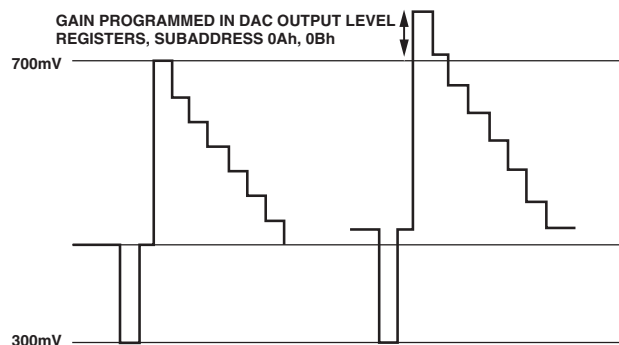 GAIN PROGRAMMED IN DAC OUTPUT LEVEL
REGISTERS, SUBADDRESS 0Ah, 0Bh
700mV
300mV